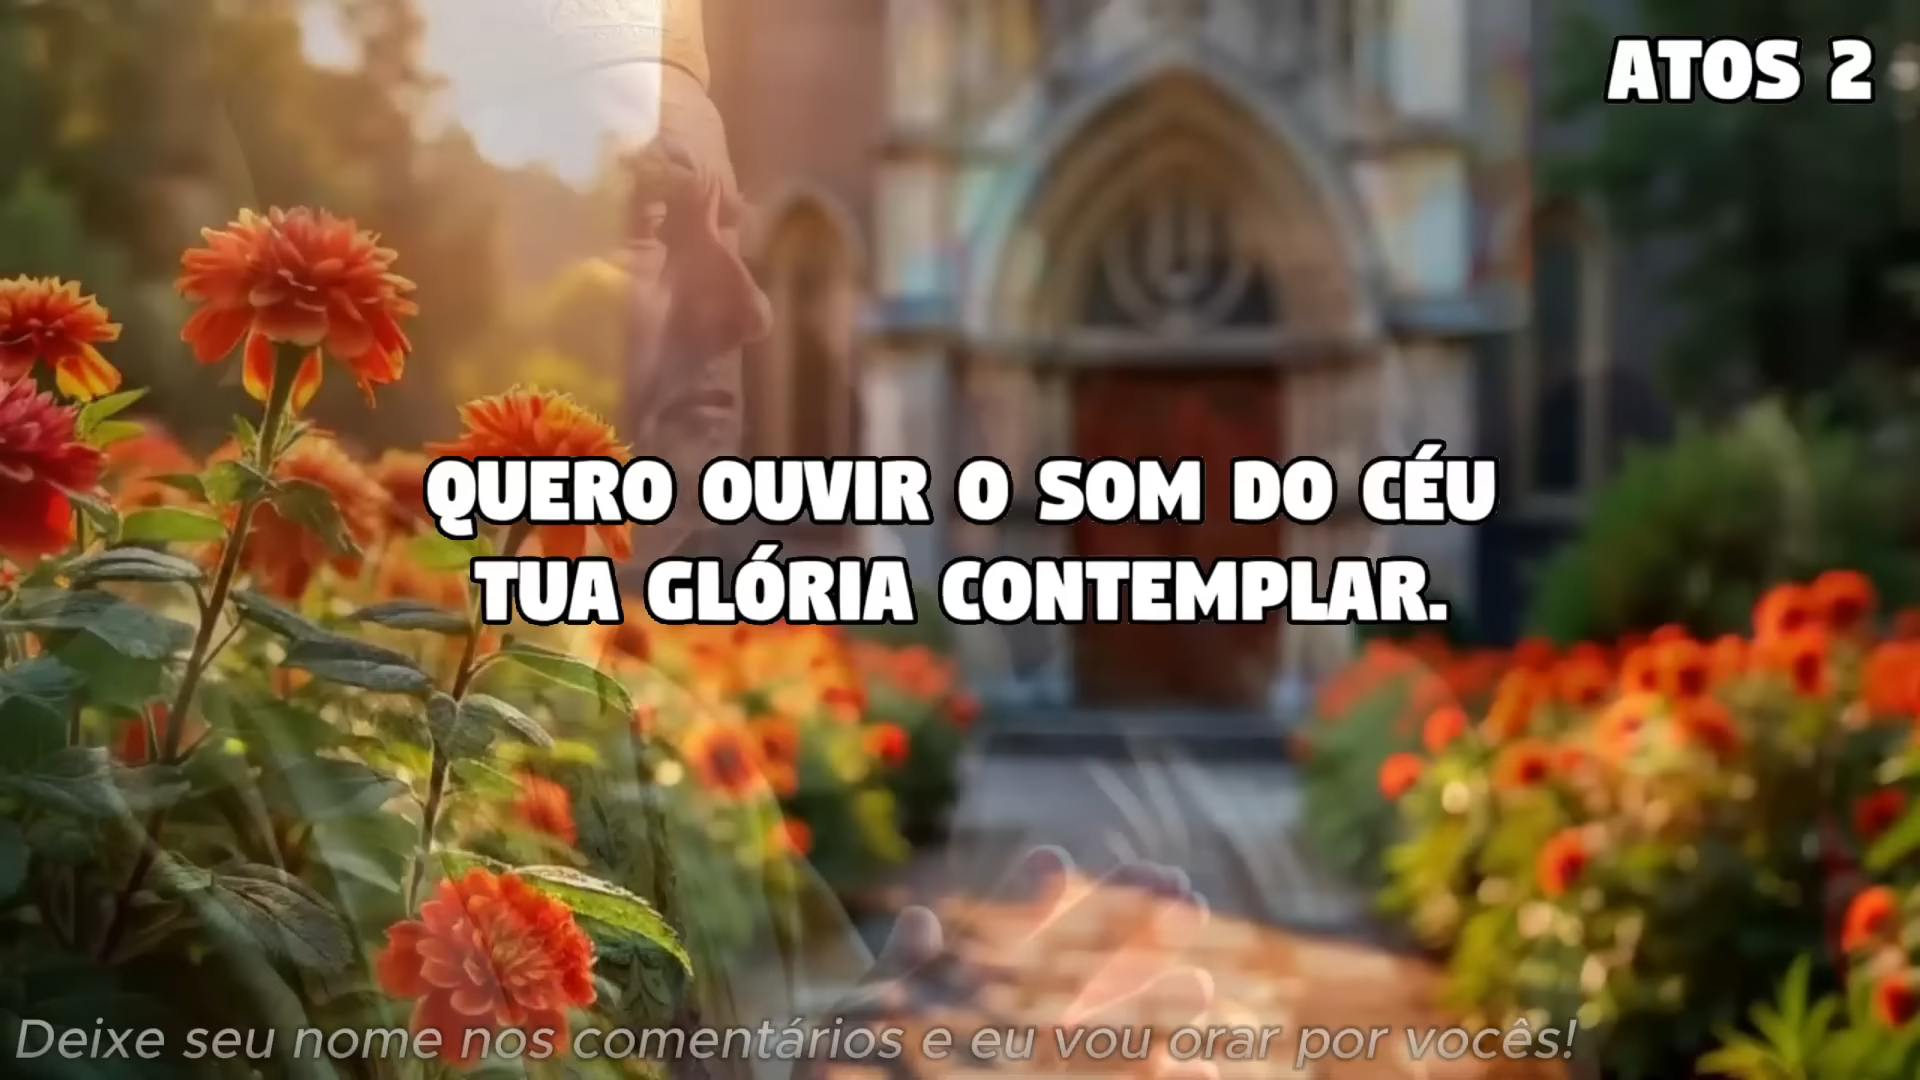 ATOS 2
QUERO OUVIR O SOM DO CÉU
TUA GLÓRIA CONTEMPLAR.
Deixe seu nome nos comentários e eu vou orar por vocês!